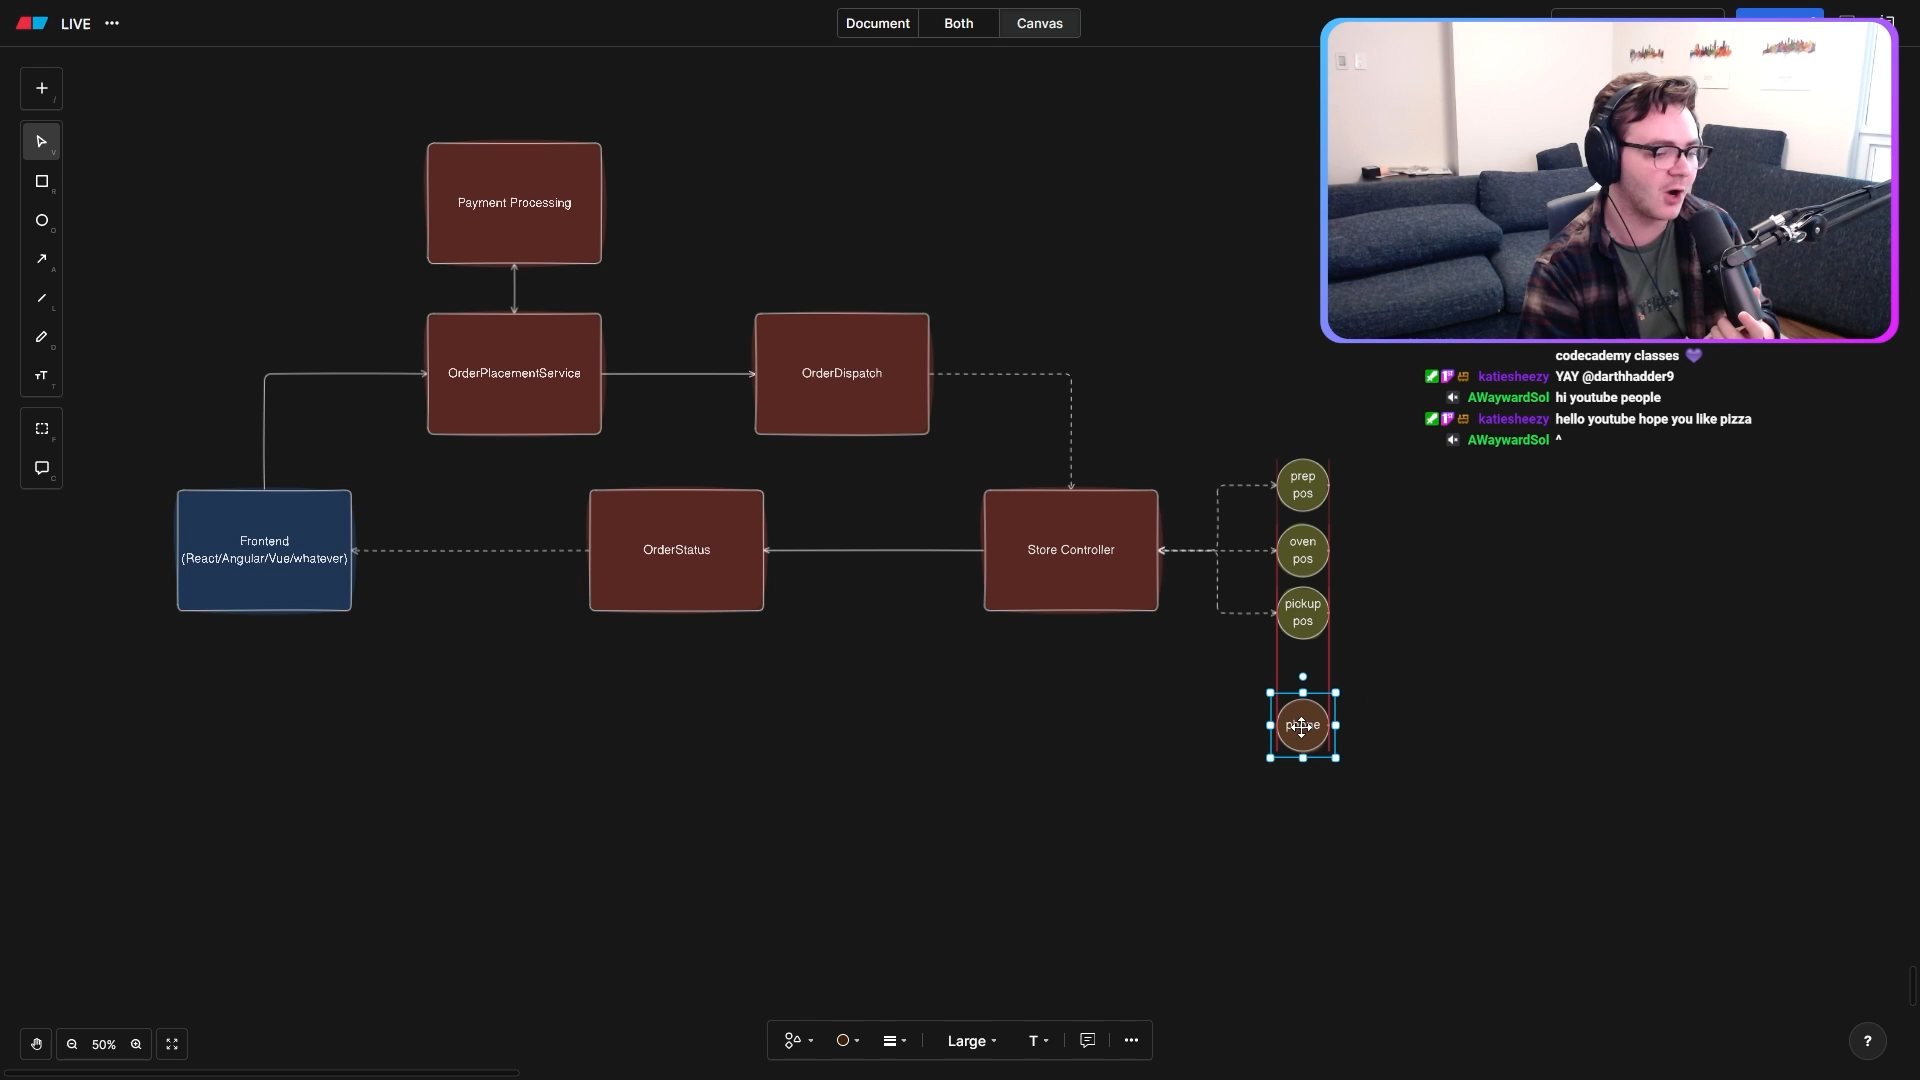 LIVE
Document
Both
Canvas
Payment Processing
OrderPlacementService
OrderDispatch
Frontend
(React/Angular/Vue/whatever)
OrderStatus
Store Controller
prep
pos
oven
pos
pickup
pos
codecademy classes
katiesheezy YAY @darthhadder9
AWaywardSol hi youtube people
katiesheezy hello youtube hope you like pizza
AWaywardSol ^
50%
Large
T
?